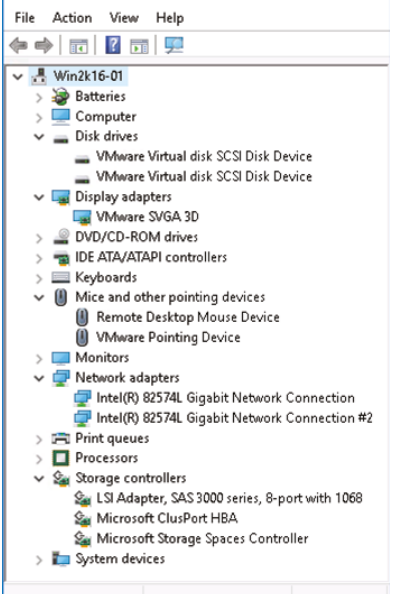 File Action View Help
Win2k16-01
Batteries
Computer
Disk drives
VMware Virtual disk SCSI Disk Device
VMware Virtual disk SCSI Disk Device
Display adapters
VMware SVGA 3D
DVD/CD-ROM drives
IDE ATA/ATAPI controllers
Keyboards
Mice and other pointing devices
Remote Desktop Mouse Device
VMware Pointing Device
Monitors
Network adapters
Intel(R) 82574L Gigabit Network Connection
Intel(R) 82574L Gigabit Network Connection #2
Print queues
Processors
Storage controllers
LSI Adapter, SAS 3000 series, 8-port with 1068
Microsoft ClusPort HBA
Microsoft Storage Spaces Controller
System devices